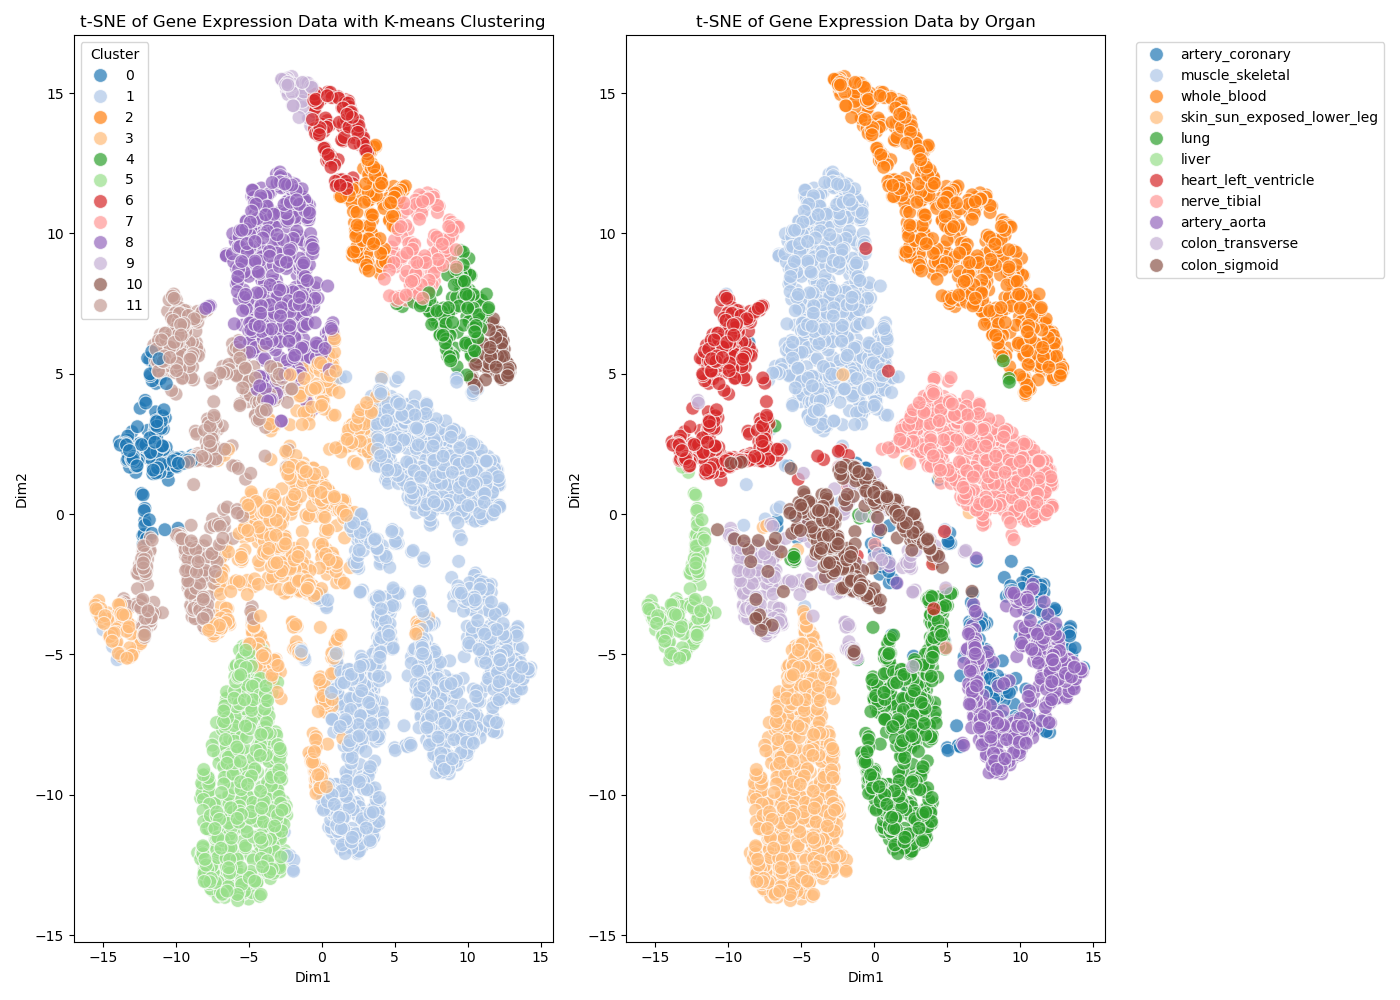 t-SNE of Gene Expression Data with K-means Clustering
Cluster
0
1
2
3
4
5
6
7
8
9
10
11
15
10
5
0
−5
−10
−15
Dim2
−15
−10
−5
0
5
10
15
Dim1
t-SNE of Gene Expression Data by Organ
15
10
5
0
−5
−10
−15
Dim2
−15
−10
−5
0
5
10
15
Dim1
artery_coronary
muscle_skeletal
whole_blood
skin_sun_exposed_lower_leg
lung
liver
heart_left_ventricle
nerve_tibial
artery_aorta
colon_transverse
colon_sigmoid